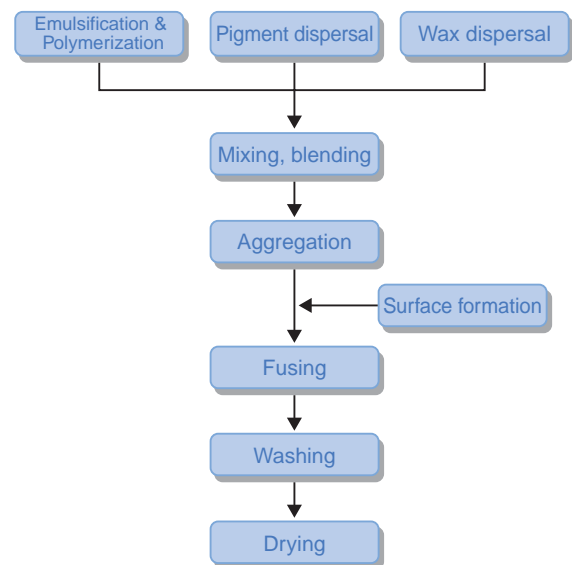 Emulsification &
Polymerization
Pigment dispersal
Wax dispersal
Mixing, blending
Aggregation
Surface formation
Fusing
Washing
Drying